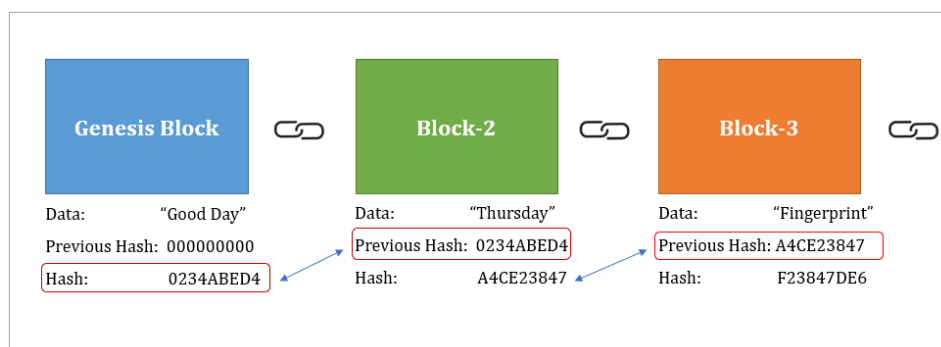 Genesis Block
Block-2
Block-3
Data: “Good Day”
Previous Hash: 000000000
Hash: 0234ABED4
Data: “Thursday”
Previous Hash: 0234ABED4
Hash: A4CE23847
Data: “Fingerprint”
Previous Hash: A4CE23847
Hash: F23847DE6